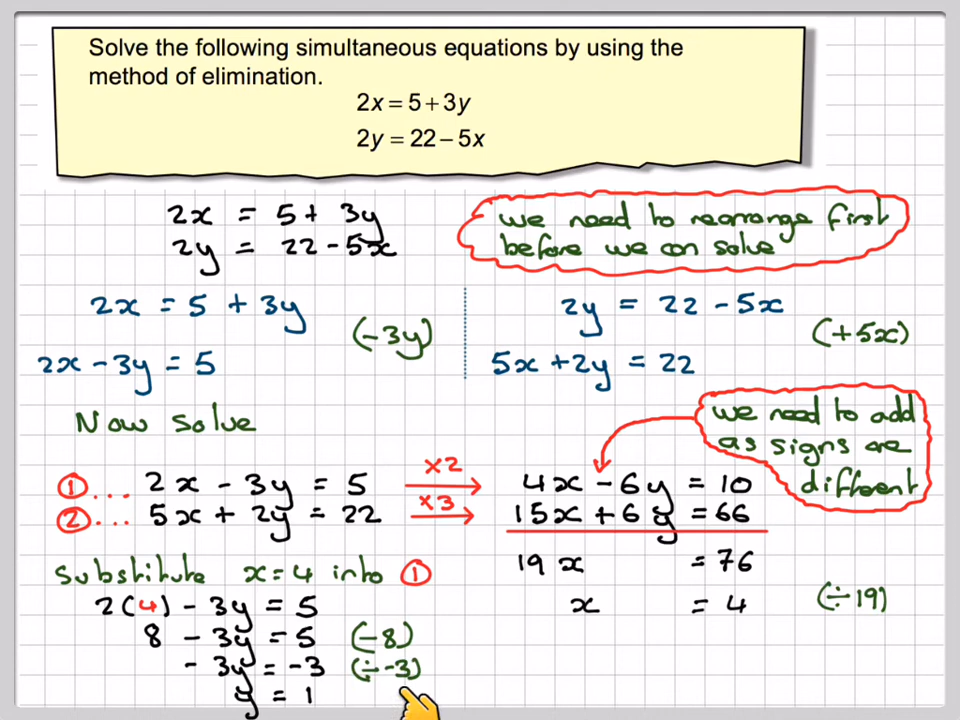 Solve the following simultaneous equations by using the
method of elimination.
2x = 5 + 3y
2y = 22 − 5x
2x = 5 + 3y
2y = 22 - 5x
we need to rearrange first
before we can solve
2x = 5 + 3y
(-3y)
2x - 3y = 5
2y = 22 - 5x
(+5x)
5x + 2y = 22
Now solve
we need to add
as signs are
different
① ... 2x - 3y = 5 ×2 4x - 6y = 10
② ... 5x + 2y = 22 ×3 15x + 6y = 66
19x = 76
x = 4 (÷19)
Substitute x = 4 into ①
2(4) - 3y = 5
8 - 3y = 5 (-8)
- 3y = -3 (÷-3)
y = 1